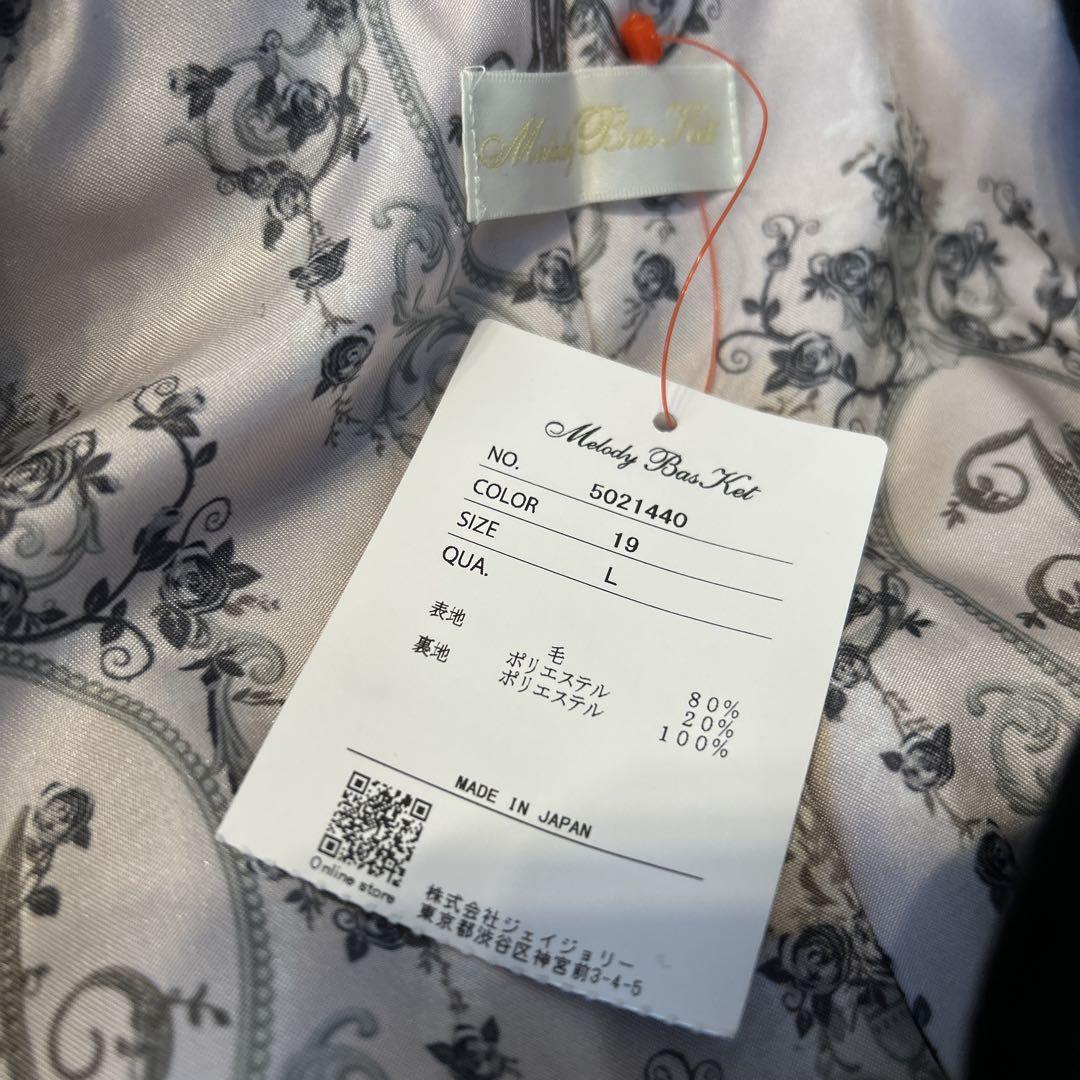 Melody BasKet
Melody BasKet
NO. 5021440
COLOR 19
SIZE L
QUA.
表地 毛 80%
ポリエステル 20%
裏地 ポリエステル 100%
MADE IN JAPAN
Online store
株式会社ジェイジョリー
東京都渋谷区神宮前3-4-5